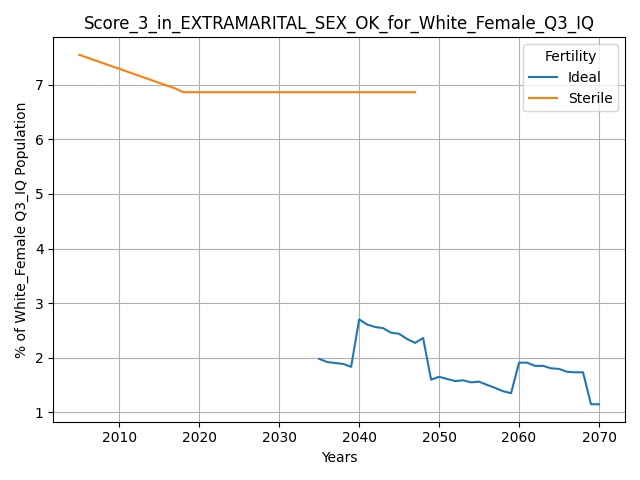 Score_3_in_EXTRAMARITAL_SEX_OK_for_White_Female_Q3_IQ
Fertility
Ideal
Sterile
% of White_Female Q3_IQ Population
7
6
5
4
3
2
1
2010 2020 2030 2040 2050 2060 2070
Years